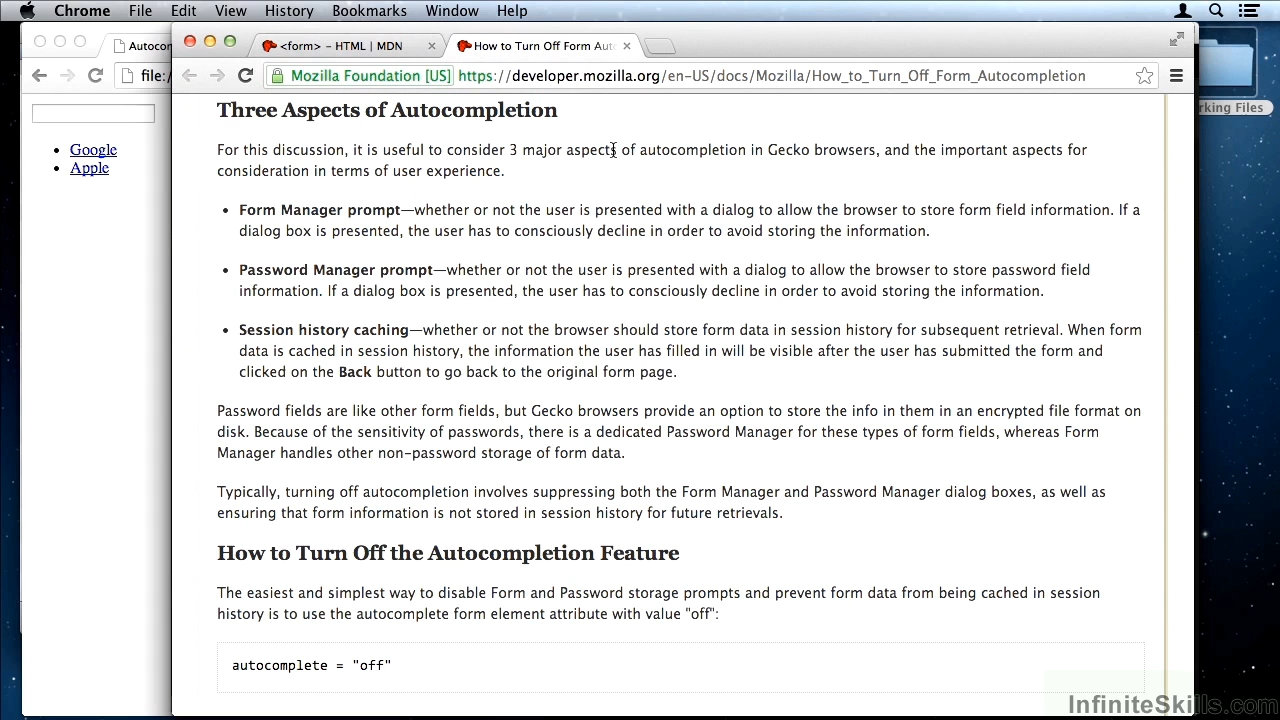 Chrome File Edit View History Bookmarks Window Help
Autocon
<form> - HTML | MDN
How to Turn Off Form Auto
file:/
Mozilla Foundation [US] https://developer.mozilla.org/en-US/docs/Mozilla/How_to_Turn_Off_Form_Autocompletion
rking Files
Google
Apple
Three Aspects of Autocompletion
For this discussion, it is useful to consider 3 major aspects of autocompletion in Gecko browsers, and the important aspects for
consideration in terms of user experience.
Form Manager prompt—whether or not the user is presented with a dialog to allow the browser to store form field information. If a
dialog box is presented, the user has to consciously decline in order to avoid storing the information.
Password Manager prompt—whether or not the user is presented with a dialog to allow the browser to store password field
information. If a dialog box is presented, the user has to consciously decline in order to avoid storing the information.
Session history caching—whether or not the browser should store form data in session history for subsequent retrieval. When form
data is cached in session history, the information the user has filled in will be visible after the user has submitted the form and
clicked on the Back button to go back to the original form page.
Password fields are like other form fields, but Gecko browsers provide an option to store the info in them in an encrypted file format on
disk. Because of the sensitivity of passwords, there is a dedicated Password Manager for these types of form fields, whereas Form
Manager handles other non-password storage of form data.
Typically, turning off autocompletion involves suppressing both the Form Manager and Password Manager dialog boxes, as well as
ensuring that form information is not stored in session history for future retrievals.
How to Turn Off the Autocompletion Feature
The easiest and simplest way to disable Form and Password storage prompts and prevent form data from being cached in session
history is to use the autocomplete form element attribute with value "off":
autocomplete = "off"
InfiniteSkills.com